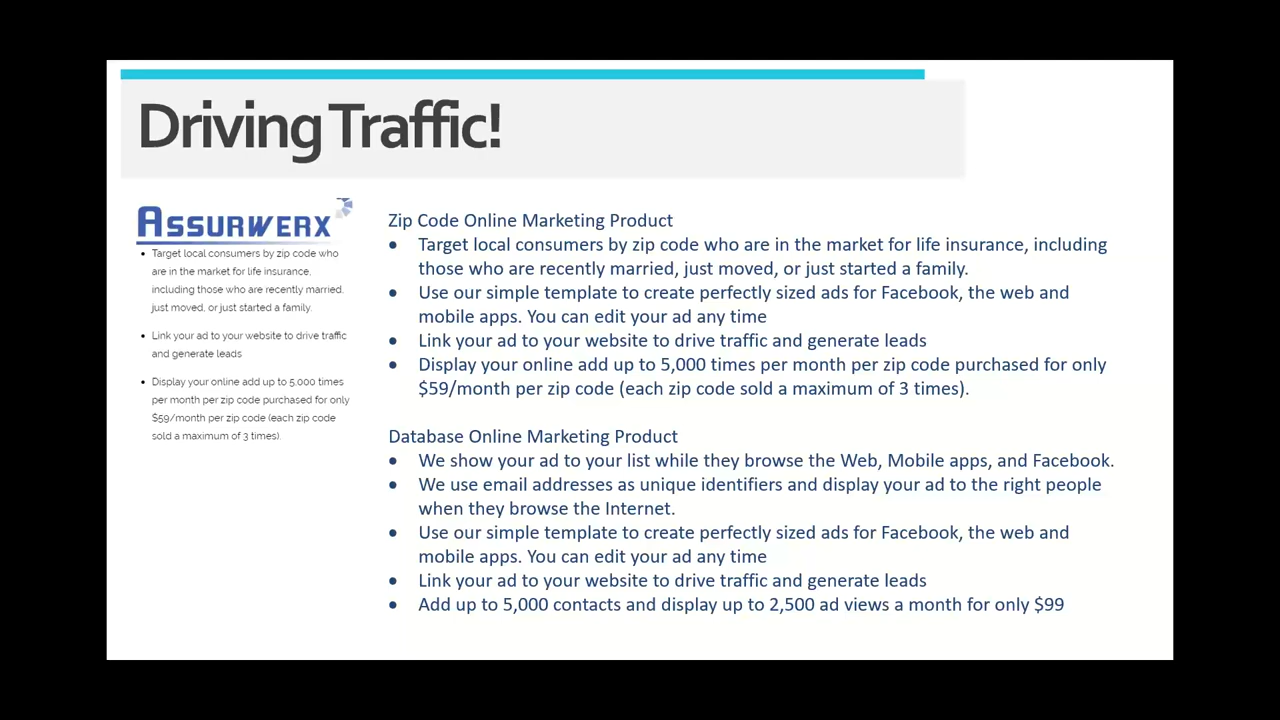 Driving Traffic!
ASSURWERX
• Target local consumers by zip code who
are in the market for life insurance,
including those who are recently married,
just moved, or just started a family.
• Link your ad to your website to drive traffic
and generate leads
• Display your online add up to 5,000 times
per month per zip code purchased for only
$59/month per zip code (each zip code
sold a maximum of 3 times).
Zip Code Online Marketing Product
• Target local consumers by zip code who are in the market for life insurance, including
those who are recently married, just moved, or just started a family.
• Use our simple template to create perfectly sized ads for Facebook, the web and
mobile apps. You can edit your ad any time
• Link your ad to your website to drive traffic and generate leads
• Display your online add up to 5,000 times per month per zip code purchased for only
$59/month per zip code (each zip code sold a maximum of 3 times).
Database Online Marketing Product
• We show your ad to your list while they browse the Web, Mobile apps, and Facebook.
• We use email addresses as unique identifiers and display your ad to the right people
when they browse the Internet.
• Use our simple template to create perfectly sized ads for Facebook, the web and
mobile apps. You can edit your ad any time
• Link your ad to your website to drive traffic and generate leads
• Add up to 5,000 contacts and display up to 2,500 ad views a month for only $99